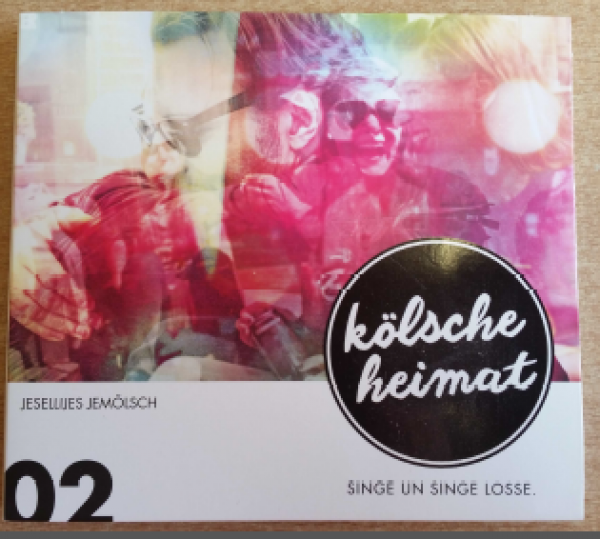 kölsche
heimat
JESELLIJES JEMÖLSCH
02
SINGE UN SINGE LOSSE.